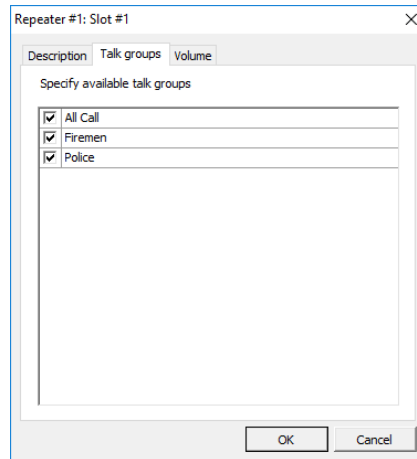 Repeater #1: Slot #1
Description Talk groups Volume
Specify available talk groups
All Call
Firemen
Police
OK Cancel